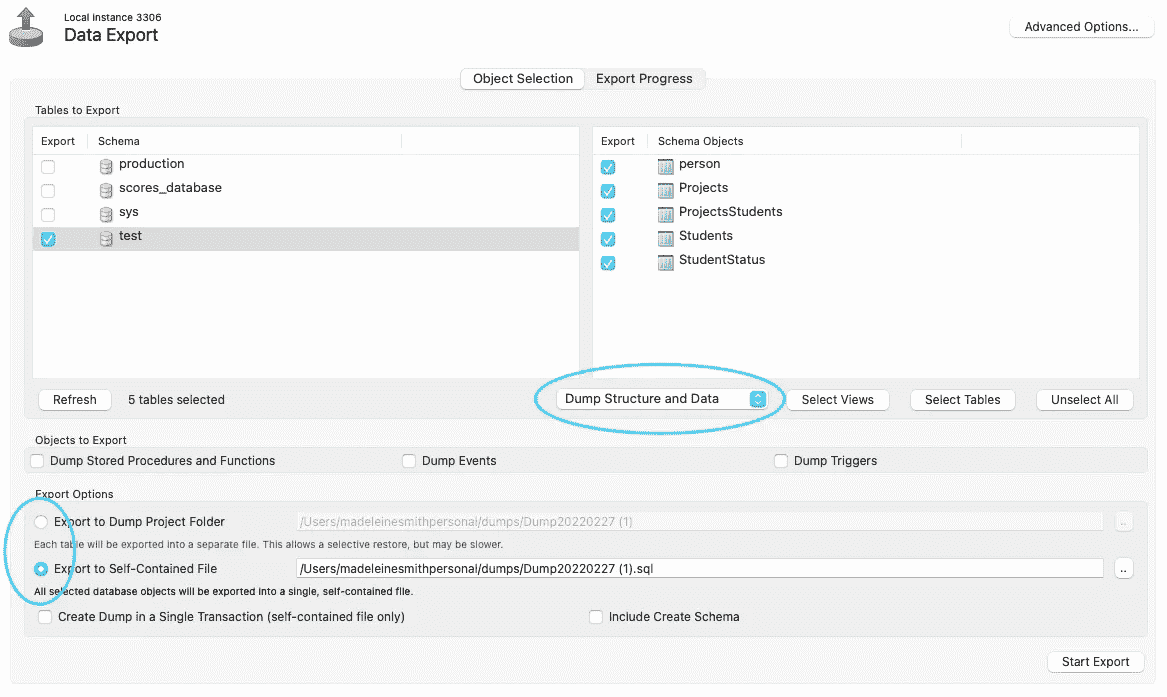 Local instance 3306
Data Export
Advanced Options...
Object Selection
Export Progress
Tables to Export
Export Schema
Export Schema Objects
production
person
scores_database
Projects
sys
ProjectsStudents
test
Students
StudentStatus
Refresh
5 tables selected
Dump Structure and Data
Select Views
Select Tables
Unselect All
Objects to Export
Dump Stored Procedures and Functions
Dump Events
Dump Triggers
Export Options
Export to Dump Project Folder
/Users/madeleinesmithpersonal/dumps/Dump20220227 (1)
..
Each table will be exported into a separate file. This allows a selective restore, but may be slower.
Export to Self-Contained File
/Users/madeleinesmithpersonal/dumps/Dump20220227 (1).sql
..
All selected database objects will be exported into a single, self-contained file.
Create Dump in a Single Transaction (self-contained file only)
Include Create Schema
Start Export